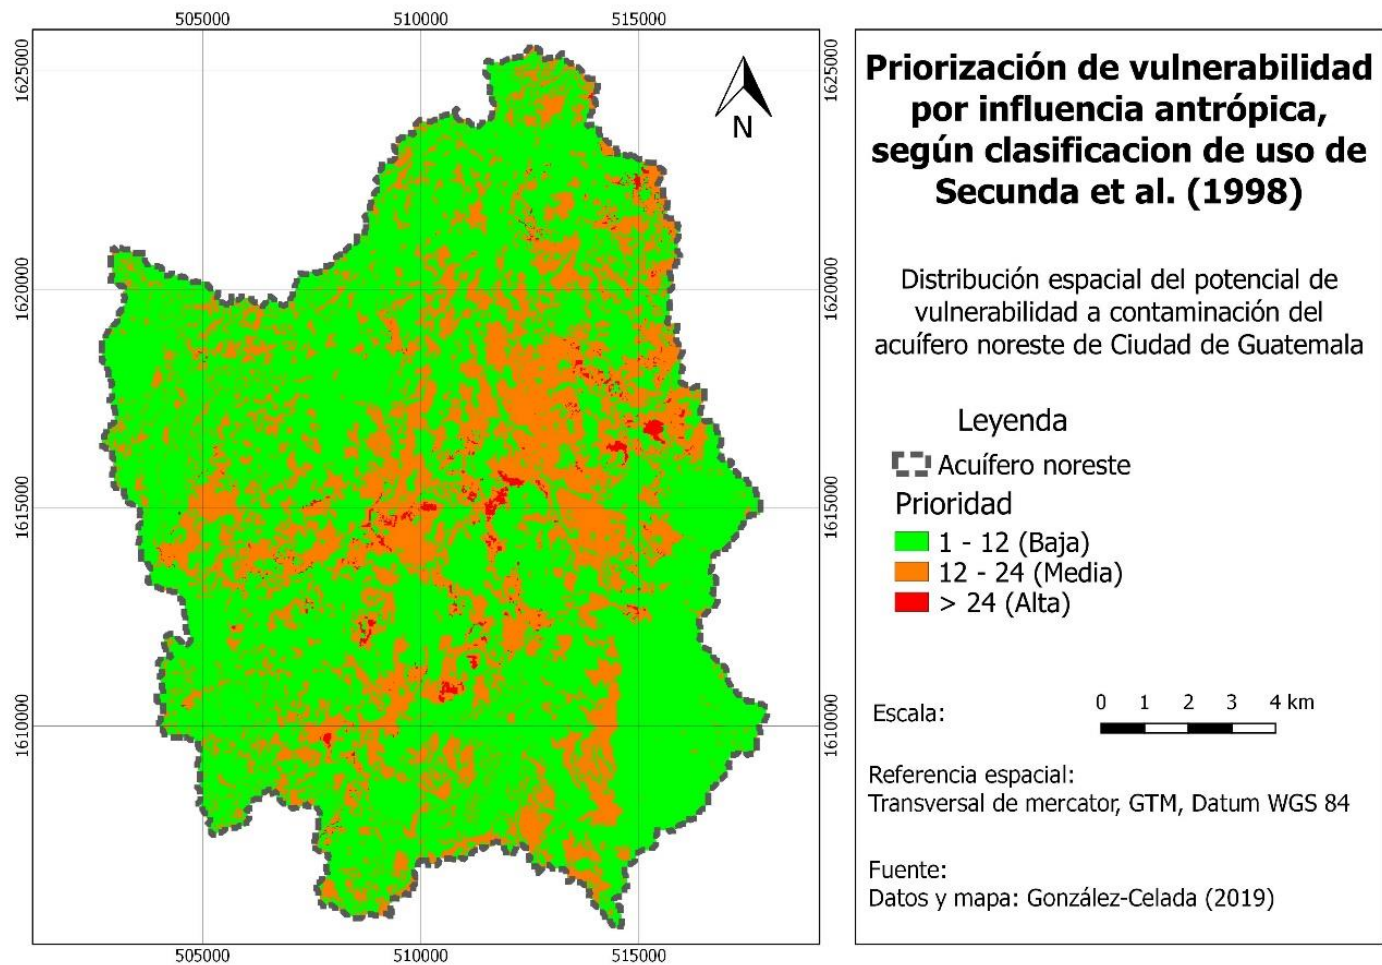 505000
510000
515000
1625000
1625000
N
1620000
1620000
1615000
1615000
1610000
1610000
505000
510000
515000
Priorización de vulnerabilidad
por influencia antrópica,
según clasificacion de uso de
Secunda et al. (1998)
Distribución espacial del potencial de
vulnerabilidad a contaminación del
acuífero noreste de Ciudad de Guatemala
Leyenda
Acuífero noreste
Prioridad
1 - 12 (Baja)
12 - 24 (Media)
> 24 (Alta)
Escala:
0 1 2 3 4 km
Referencia espacial:
Transversal de mercator, GTM, Datum WGS 84
Fuente:
Datos y mapa: González-Celada (2019)